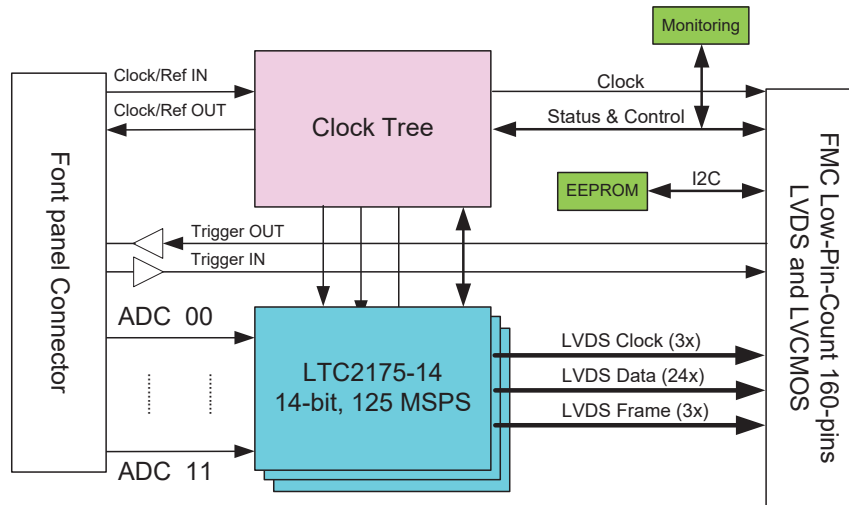 Monitoring
Clock/Ref IN
Clock
Clock/Ref OUT
Clock Tree
Status & Control
Font panel Connector
EEPROM
I2C
FMC Low-Pin-Count 160-pins
LVDS and LVCMOS
Trigger OUT
Trigger IN
ADC 00
LTC2175-14
14-bit, 125 MSPS
LVDS Clock (3x)
LVDS Data (24x)
LVDS Frame (3x)
ADC 11